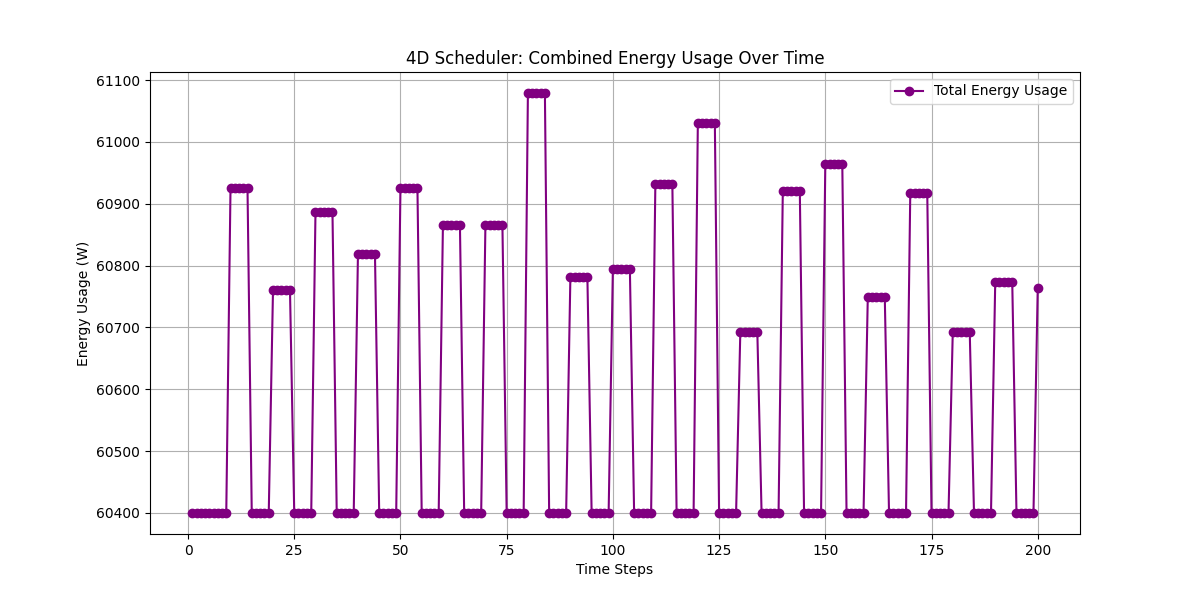 4D Scheduler: Combined Energy Usage Over Time
Total Energy Usage
Energy Usage (W)
61100
61000
60900
60800
60700
60600
60500
60400
0 25 50 75 100 125 150 175 200
Time Steps